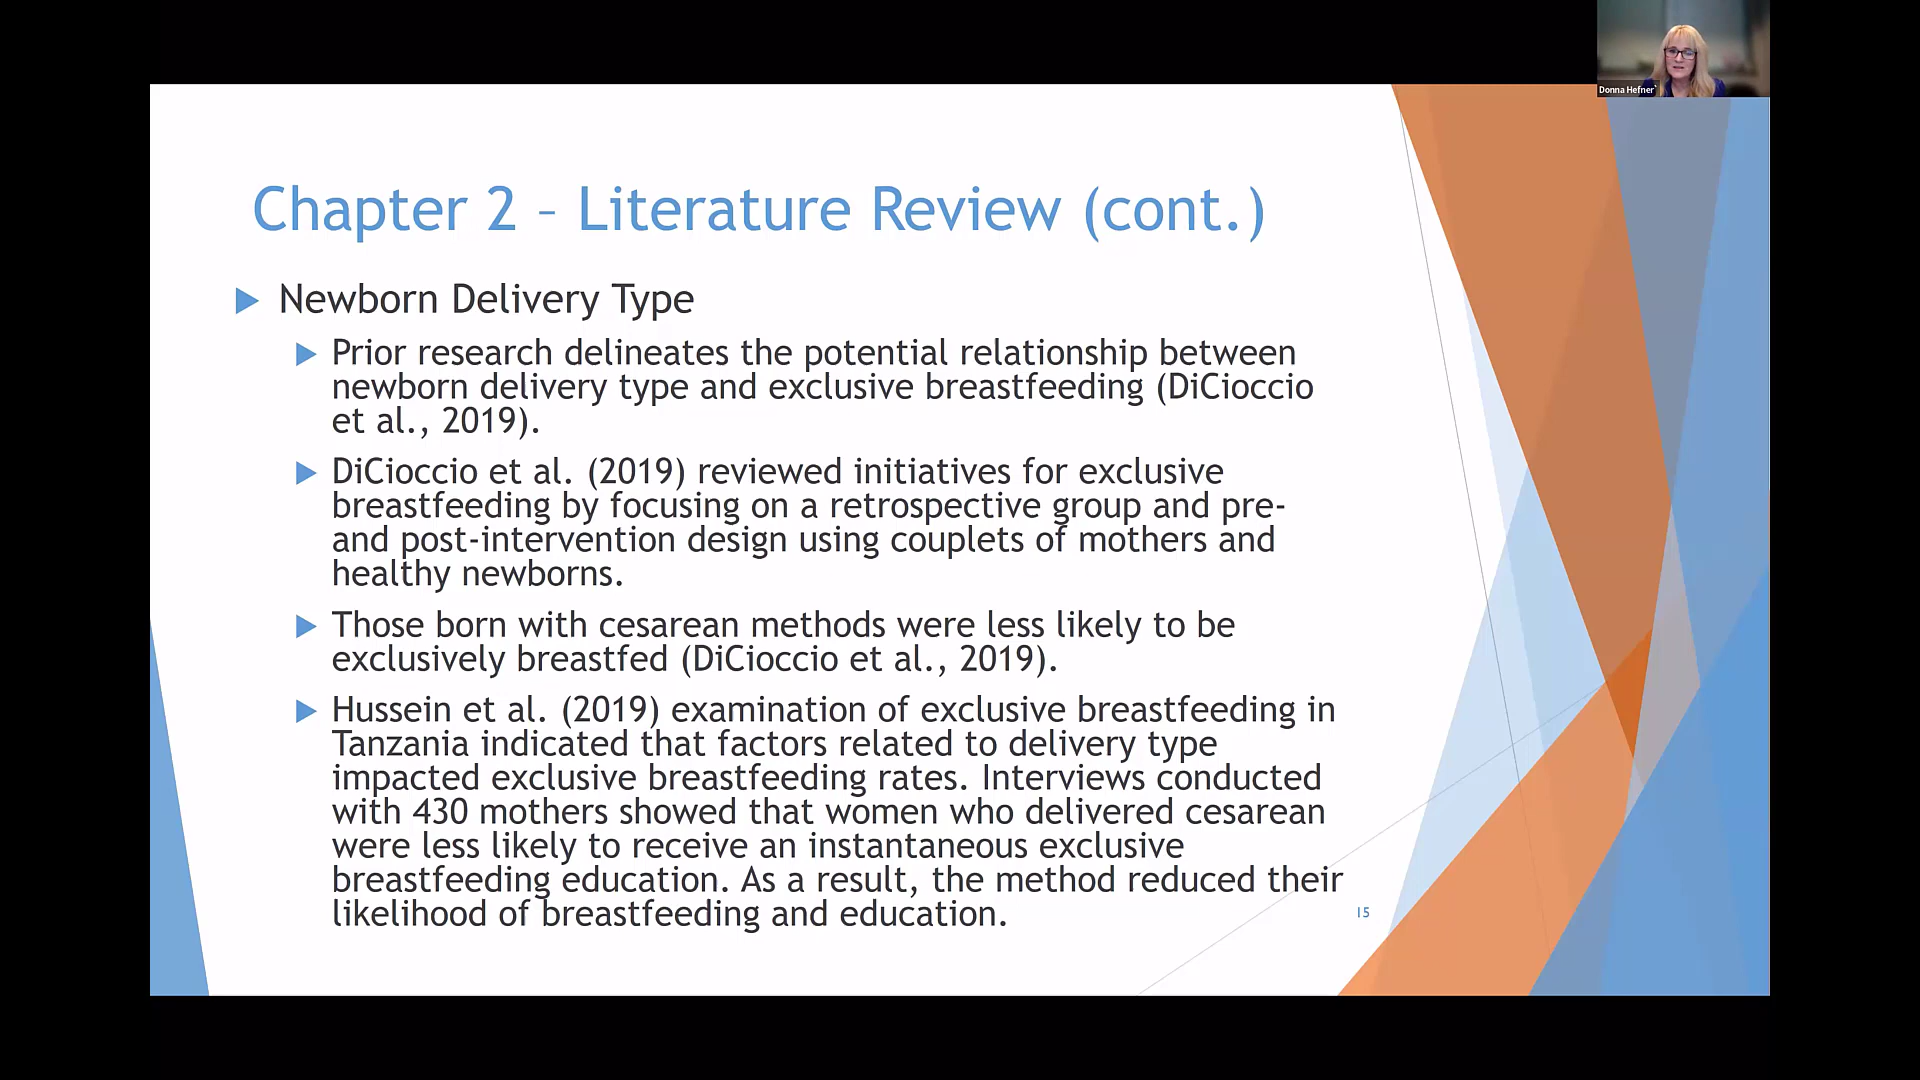 Donna Hefner
Chapter 2 – Literature Review (cont.)
Newborn Delivery Type
Prior research delineates the potential relationship between
newborn delivery type and exclusive breastfeeding (DiCioccio
et al., 2019).
DiCioccio et al. (2019) reviewed initiatives for exclusive
breastfeeding by focusing on a retrospective group and pre-
and post-intervention design using couplets of mothers and
healthy newborns.
Those born with cesarean methods were less likely to be
exclusively breastfed (DiCioccio et al., 2019).
Hussein et al. (2019) examination of exclusive breastfeeding in
Tanzania indicated that factors related to delivery type
impacted exclusive breastfeeding rates. Interviews conducted
with 430 mothers showed that women who delivered cesarean
were less likely to receive an instantaneous exclusive
breastfeeding education. As a result, the method reduced their
likelihood of breastfeeding and education.
15